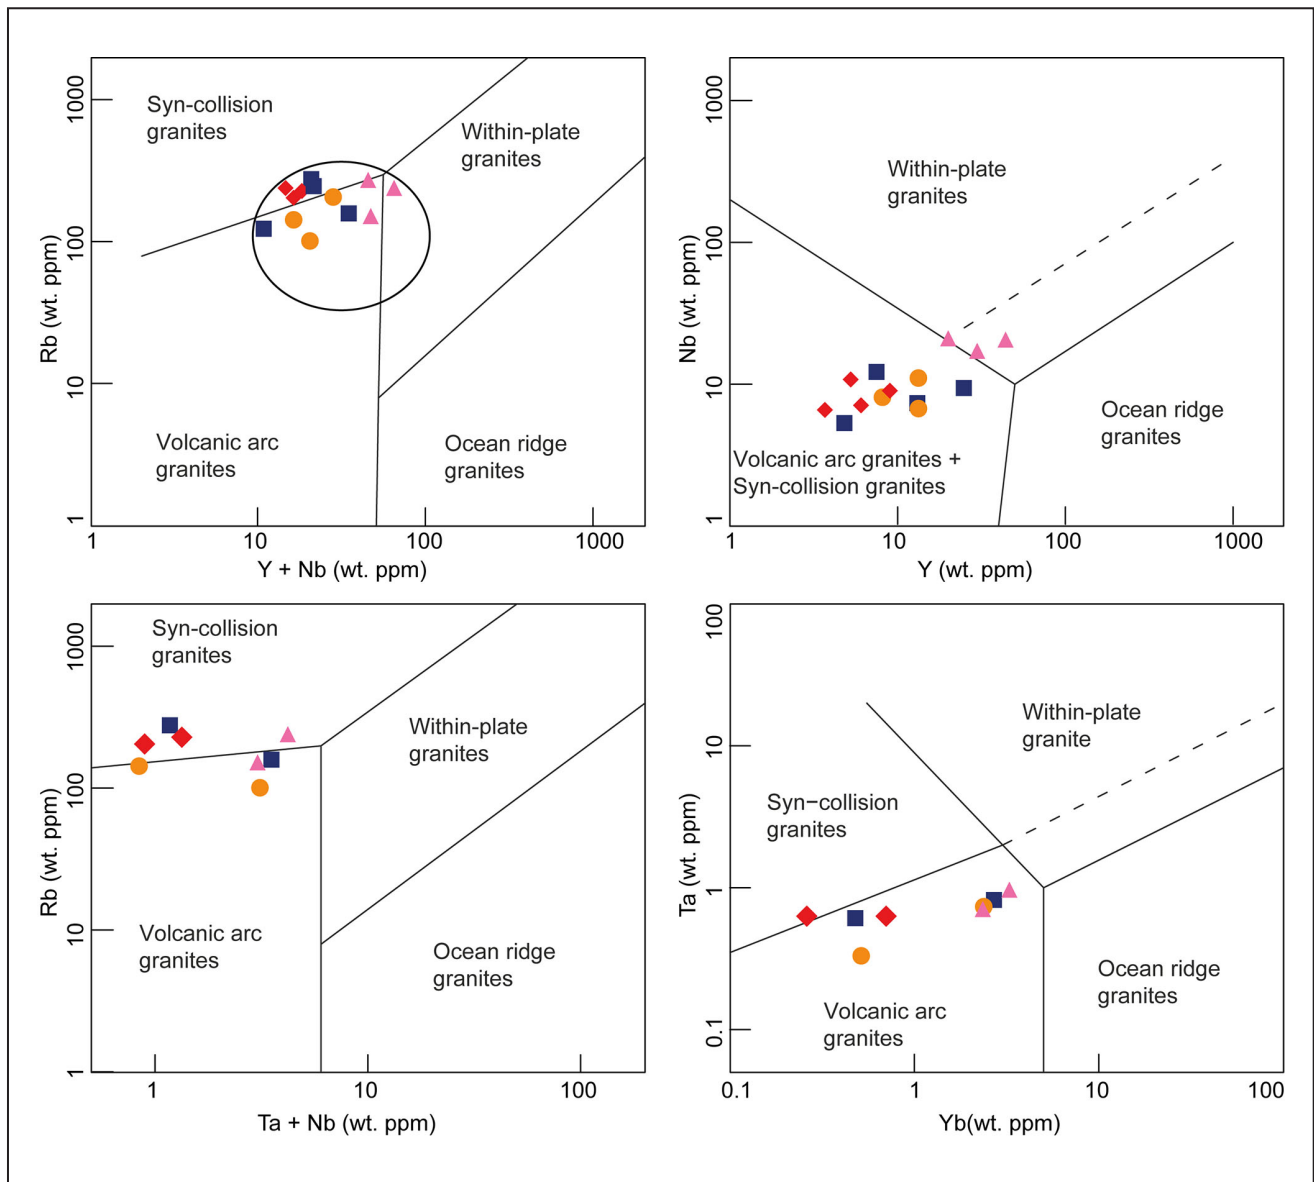 1000
100
10
1
Rb (wt. ppm)
Syn-collision
granites
Within-plate
granites
Volcanic arc
granites
Ocean ridge
granites
1 10 100 1000
Y + Nb (wt. ppm)
1000
100
10
1
Nb (wt. ppm)
Within-plate
granites
Ocean ridge
granites
Volcanic arc granites +
Syn-collision granites
1 10 100 1000
Y (wt. ppm)
1000
100
10
1
Rb (wt. ppm)
Syn-collision
granites
Within-plate
granites
Volcanic arc
granites
Ocean ridge
granites
1 10 100
Ta + Nb (wt. ppm)
100
10
1
0.1
Ta (wt. ppm)
Within-plate
granite
Syn−collision
granites
Ocean ridge
granites
Volcanic arc
granites
0.1 1 10 100
Yb(wt. ppm)